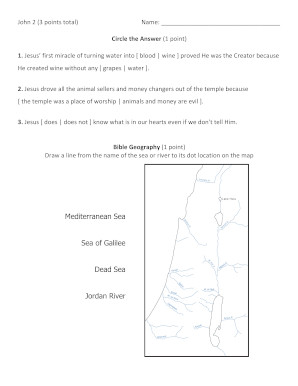 John 2 (3 points total) Name: ________________________________
Circle the Answer (1 point)
1. Jesus' first miracle of turning water into [ blood | wine ] proved He was the Creator because
He created wine without any [ grapes | water ].
2. Jesus drove all the animal sellers and money changers out of the temple because
[ the temple was a place of worship | animals and money are evil ].
3. Jesus [ does | does not ] know what is in our hearts even if we don't tell Him.
Bible Geography (1 point)
Draw a line from the name of the sea or river to its dot location on the map
Mediterranean Sea
Sea of Galilee
Dead Sea
Jordan River